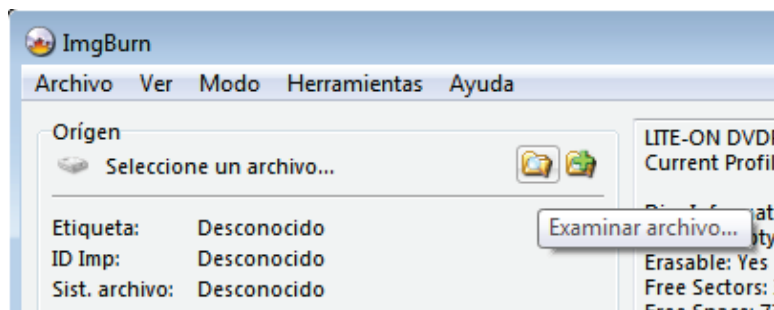 ImgBurn
Archivo Ver Modo Herramientas Ayuda
Orígen
Seleccione un archivo...
Etiqueta: Desconocido
ID Imp: Desconocido
Sist. archivo: Desconocido
Examinar archivo...
LITE-ON DVD
Current Profil
Erasable: Yes
Free Sectors: